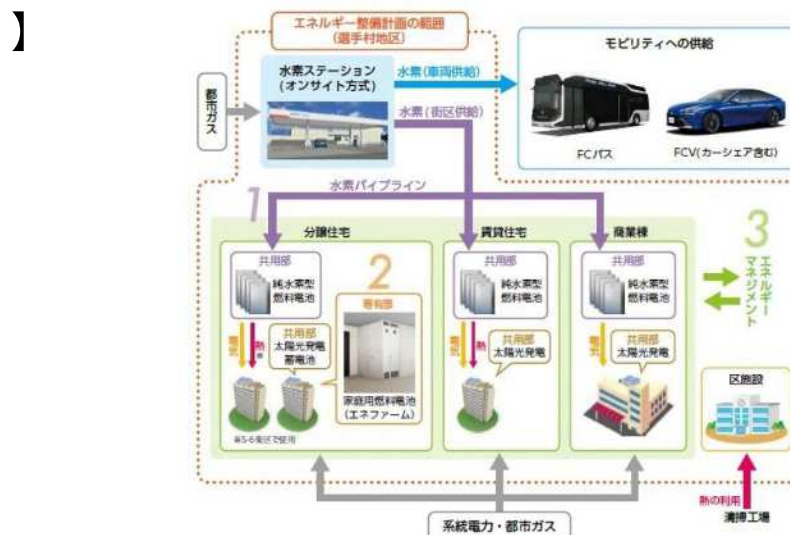 】
エネルギー整備計画の範囲
(選手村地区)
モビリティへの供給
水素ステーション
(オンサイト方式)
水素(車両供給)
都市ガス
水素(街区供給)
FCバス
FCV(カーシェア含む)
水素パイプライン
1
分譲住宅
賃貸住宅
商業棟
3
エネルギー
マネジメント
共用部
純水素型
燃料電池
2
専有部
共用部
純水素型
燃料電池
共用部
純水素型
燃料電池
電気
熱※
共用部
太陽光発電
蓄電池
電気
熱
共用部
太陽光発電
電気
共用部
太陽光発電
家庭用燃料電池
(エネファーム)
※5-6街区で使用
区施設
熱の利用
清掃工場
系統電力・都市ガス